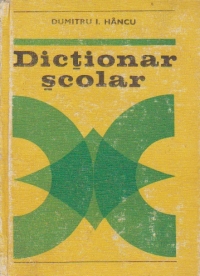 DUMITRU I. HÂNCU
Dicționar
școlar